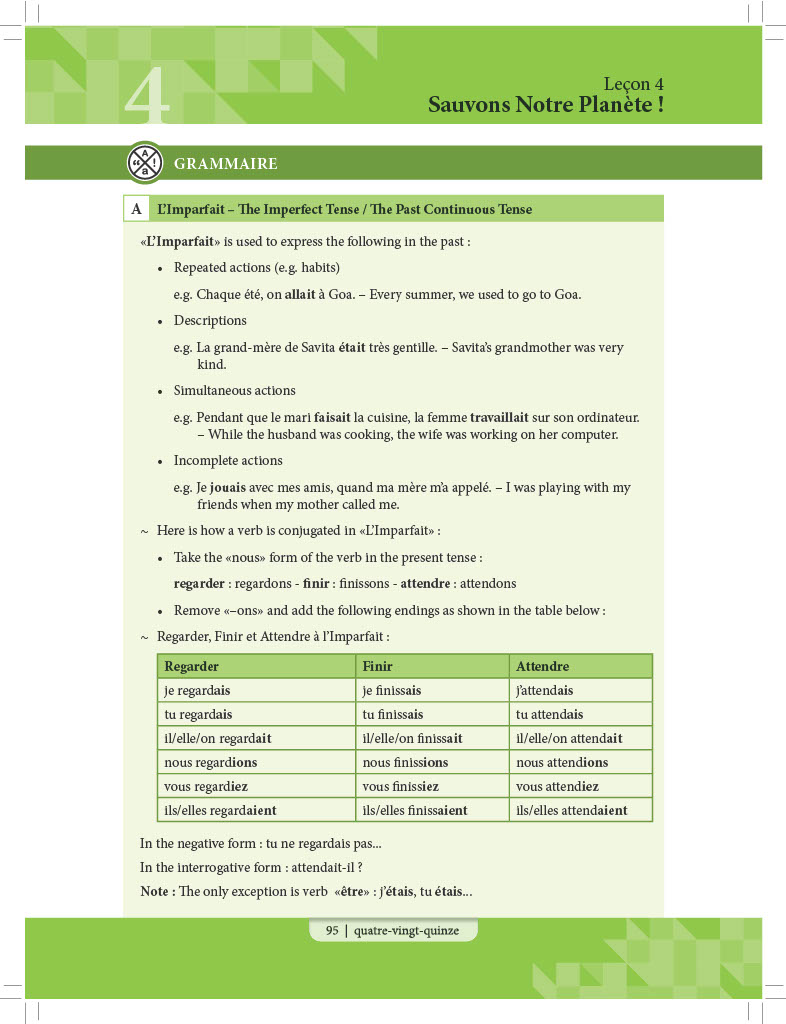 4
Leçon 4
Sauvons Notre Planète !
A
“ !
a
GRAMMAIRE
A L’Imparfait – The Imperfect Tense / The Past Continuous Tense
«L’Imparfait» is used to express the following in the past :
• Repeated actions (e.g. habits)
e.g. Chaque été, on allait à Goa. – Every summer, we used to go to Goa.
• Descriptions
e.g. La grand-mère de Savita était très gentille. – Savita’s grandmother was very
kind.
• Simultaneous actions
e.g. Pendant que le mari faisait la cuisine, la femme travaillait sur son ordinateur.
– While the husband was cooking, the wife was working on her computer.
• Incomplete actions
e.g. Je jouais avec mes amis, quand ma mère m’a appelé. – I was playing with my
friends when my mother called me.
~ Here is how a verb is conjugated in «L’Imparfait» :
• Take the «nous» form of the verb in the present tense :
regarder : regardons - finir : finissons - attendre : attendons
• Remove «–ons» and add the following endings as shown in the table below :
~ Regarder, Finir et Attendre à l’Imparfait :
Regarder Finir Attendre
je regardais je finissais j’attendais
tu regardais tu finissais tu attendais
il/elle/on regardait il/elle/on finissait il/elle/on attendait
nous regardions nous finissions nous attendions
vous regardiez vous finissiez vous attendiez
ils/elles regardaient ils/elles finissaient ils/elles attendaient
In the negative form : tu ne regardais pas...
In the interrogative form : attendait-il ?
Note : The only exception is verb «être» : j’étais, tu étais...
95 | quatre-vingt-quinze